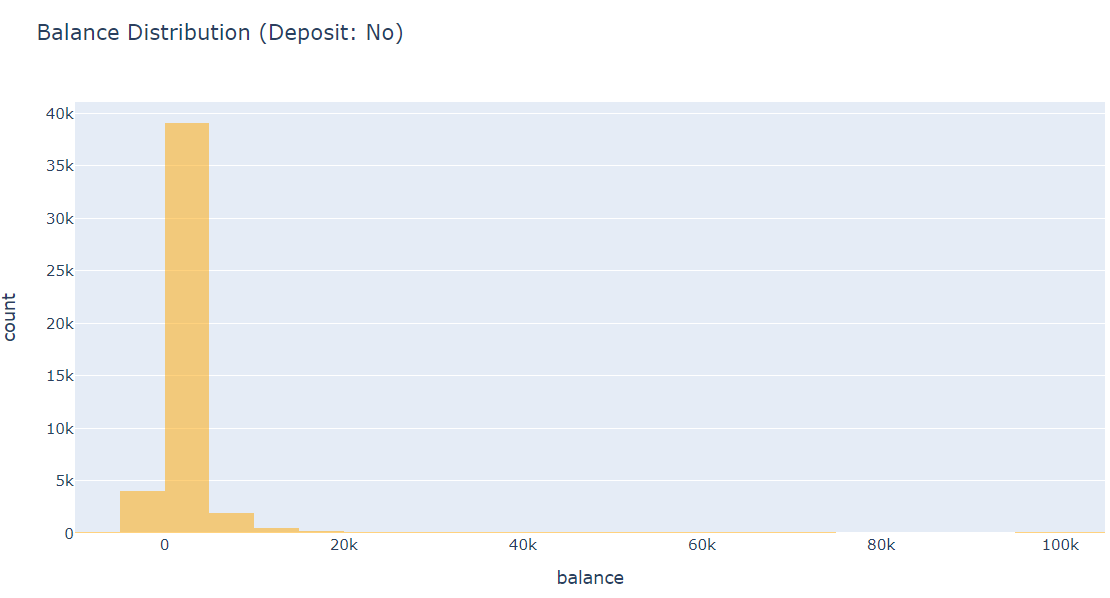 Balance Distribution (Deposit: No)
40k
35k
30k
25k
20k
15k
10k
5k
0
count
0 20k 40k 60k 80k 100k
balance